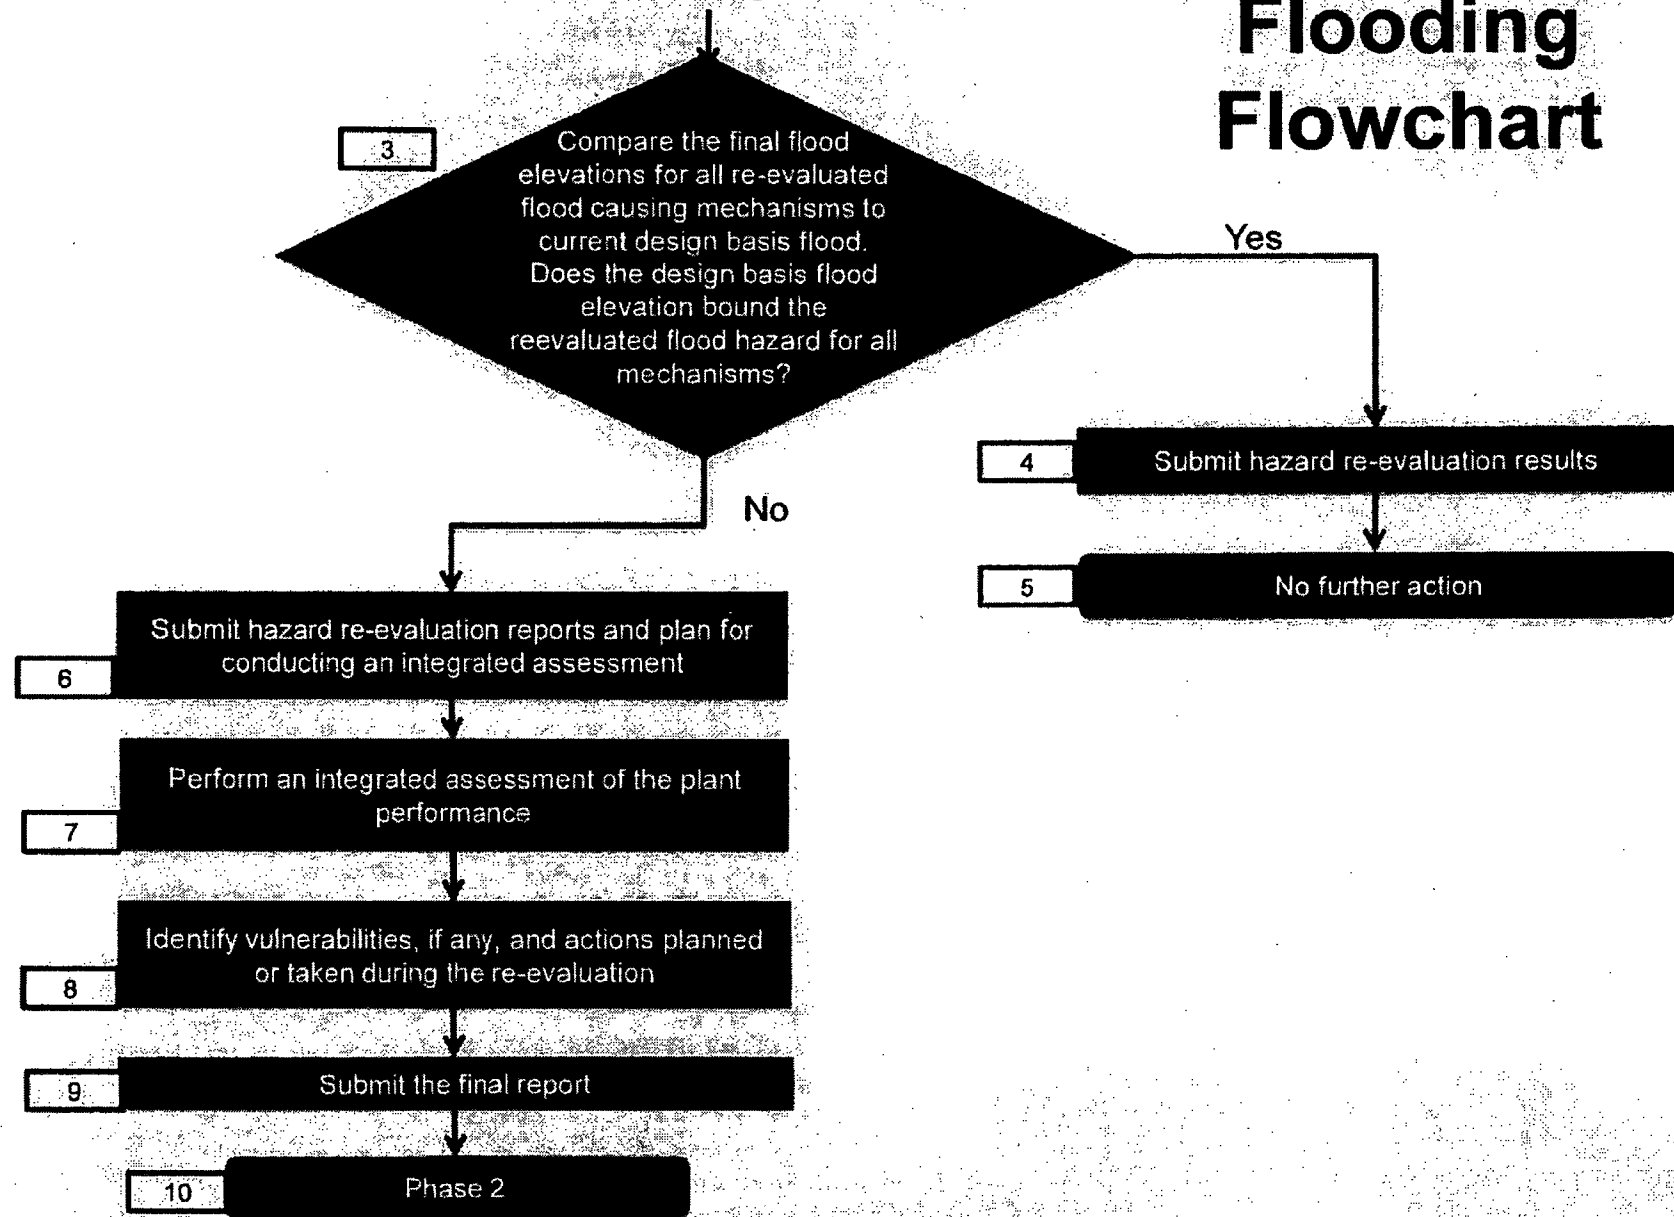 Flooding
Flowchart
3
Compare the final flood
elevations for all re-evaluated
flood causing mechanisms to
current design basis flood.
Does the design basis flood
elevation bound the
reevaluated flood hazard for all
mechanisms?
Yes
4
Submit hazard re-evaluation results
5
No further action
No
6
Submit hazard re-evaluation reports and plan for
conducting an integrated assessment
7
Perform an integrated assessment of the plant
performance
8
Identify vulnerabilities, if any, and actions planned
or taken during the re-evaluation
9
Submit the final report
10
Phase 2